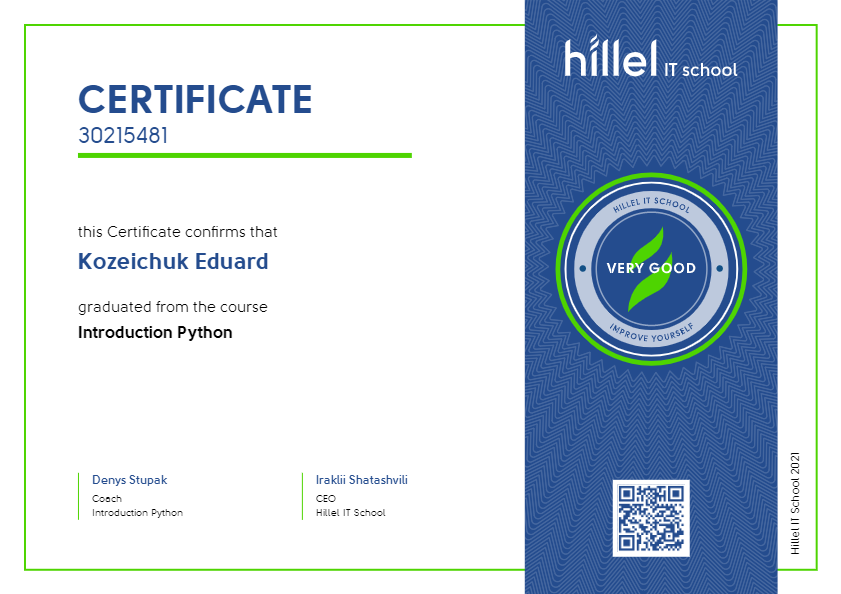 CERTIFICATE
30215481
this Certificate confirms that
Kozeichuk Eduard
graduated from the course
Introduction Python
Denys Stupak
Coach
Introduction Python
Iraklii Shatashvili
CEO
Hillel IT School
hillel IT school
HILLEL IT SCHOOL
VERY GOOD
IMPROVE YOURSELF
Hillel IT School 2021